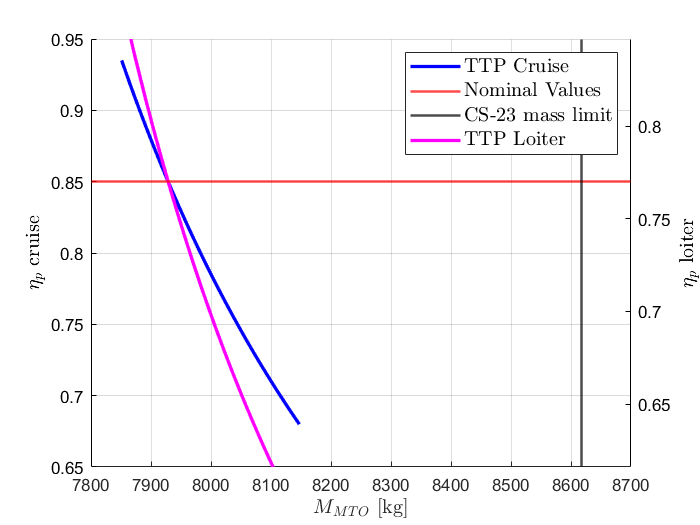 TTP Cruise
Nominal Values
CS-23 mass limit
TTP Loiter
0.95
0.9
0.85
0.8
0.75
0.7
0.65
η_p cruise
0.8
0.75
0.7
0.65
η_p loiter
7800 7900 8000 8100 8200 8300 8400 8500 8600 8700
M_MTO [kg]